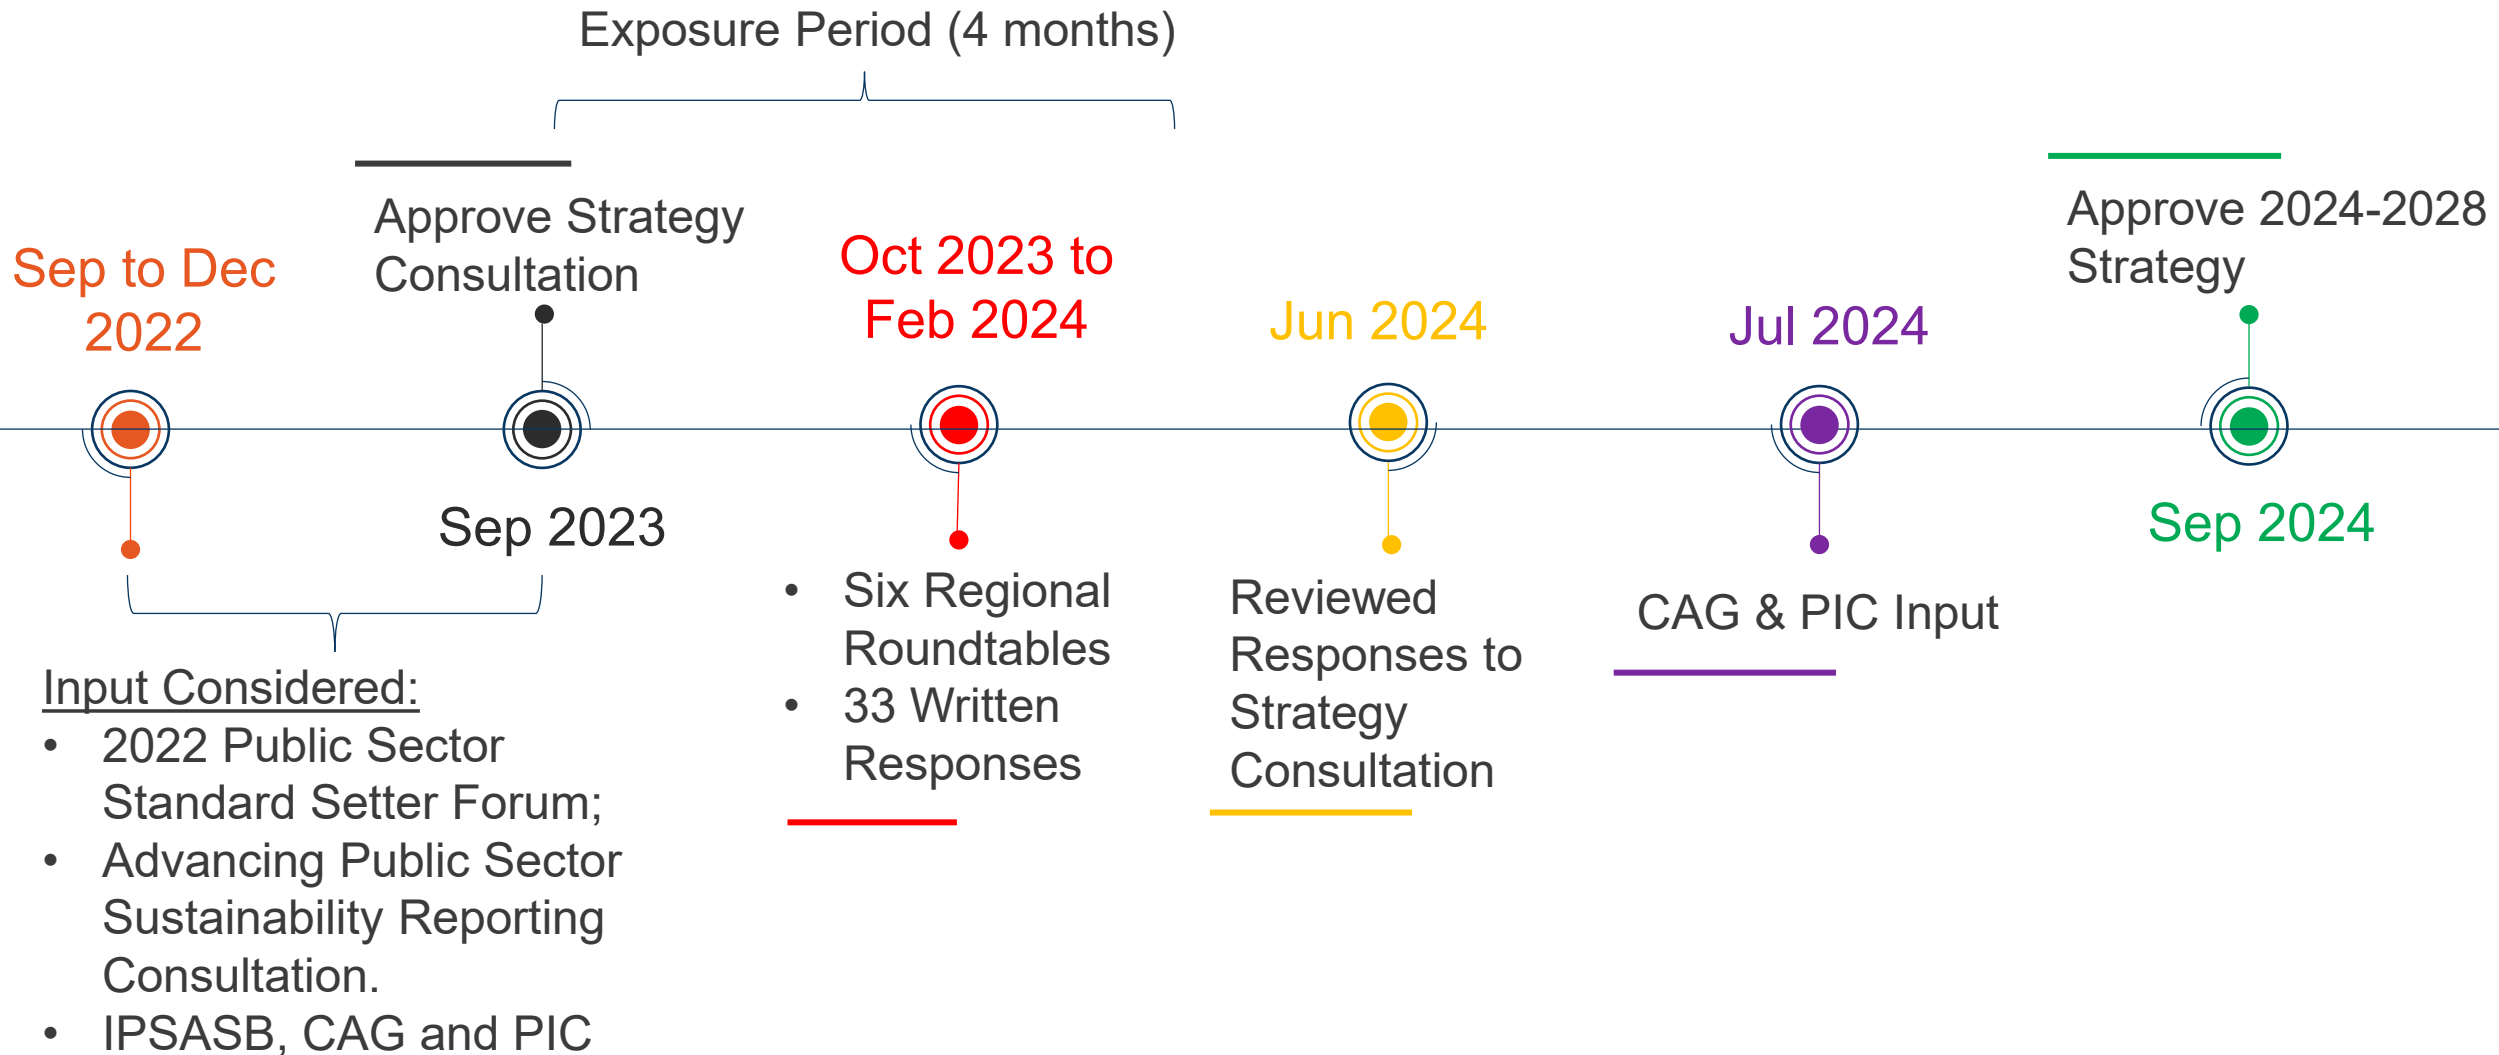 Exposure Period (4 months)
Sep to Dec
2022
Approve Strategy
Consultation
Oct 2023 to
Feb 2024
Jun 2024
Jul 2024
Approve 2024-2028
Strategy
Sep 2023
Sep 2024
Input Considered:
• 2022 Public Sector
Standard Setter Forum;
• Advancing Public Sector
Sustainability Reporting
Consultation.
• IPSASB, CAG and PIC
• Six Regional
Roundtables
• 33 Written
Responses
Reviewed
Responses to
Strategy
Consultation
CAG & PIC Input